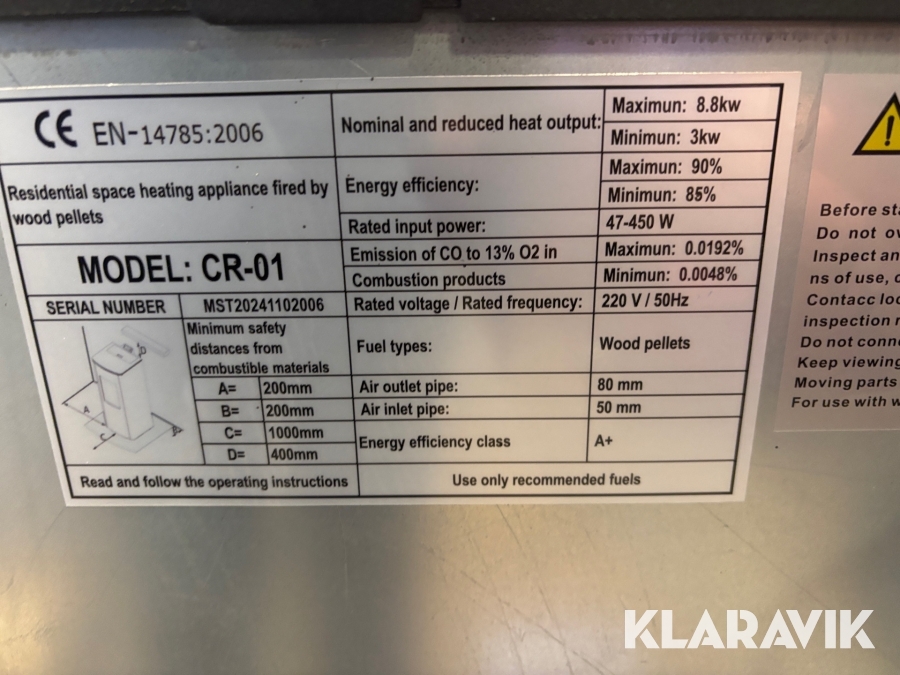 CE EN-14785:2006
Residential space heating appliance fired by
wood pellets
MODEL: CR-01
SERIAL NUMBER MST20241102006
Minimum safety
distances from
combustible materials
A= 200mm
B= 200mm
C= 1000mm
D= 400mm
A
B
C
D
Read and follow the operating instructions
Nominal and reduced heat output:
Maximun: 8.8kw
Minimun: 3kw
Energy efficiency:
Maximun: 90%
Minimun: 85%
Rated input power: 47-450 W
Emission of CO to 13% O2 in
Combustion products
Maximun: 0.0192%
Minimun: 0.0048%
Rated voltage / Rated frequency: 220 V / 50Hz
Fuel types: Wood pellets
Air outlet pipe: 80 mm
Air inlet pipe: 50 mm
Energy efficiency class A+
Use only recommended fuels
Before
Do not
Inspect
ns of use,
Contacc
inspection
Do not
Keep viewing
Moving parts
For use with
KLARAVIK